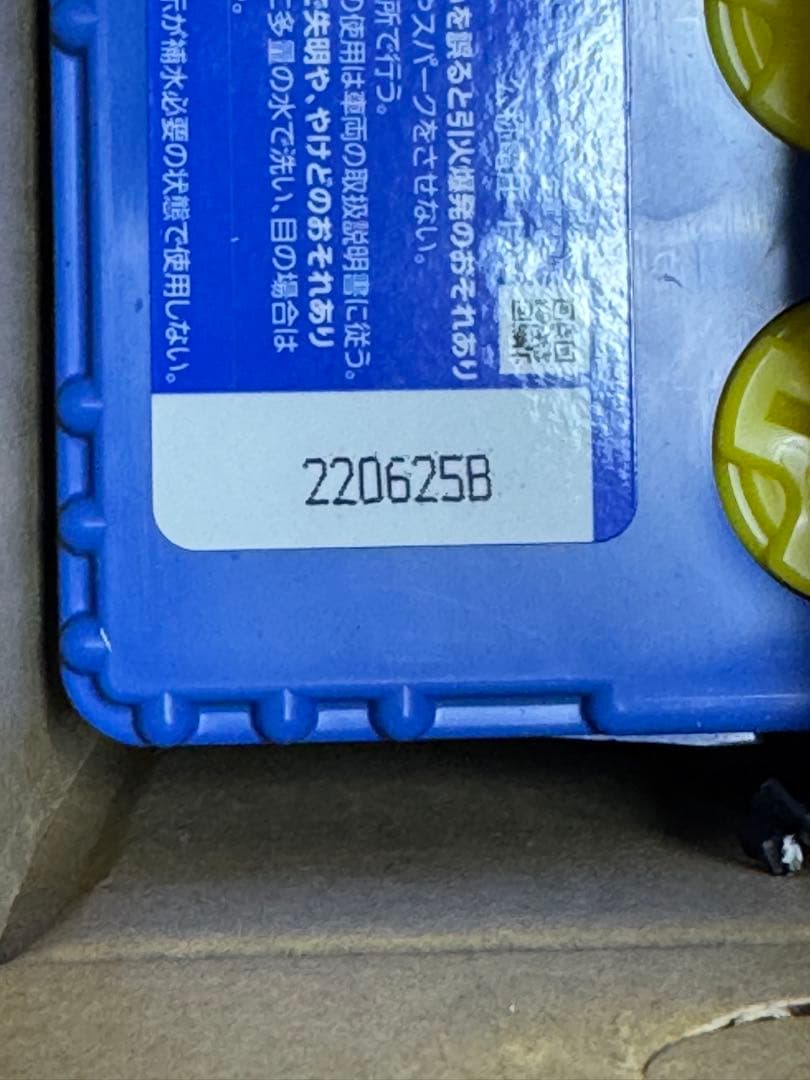 を誤ると引火爆発のおそれあり
スパークをさせない。
所で行う。
の使用は車両の取扱説明書に従う。
で失明や、やけどのおそれあり
多量の水で洗い、目の場合は
。
示が補水必要の状態で使用しない。
220625B